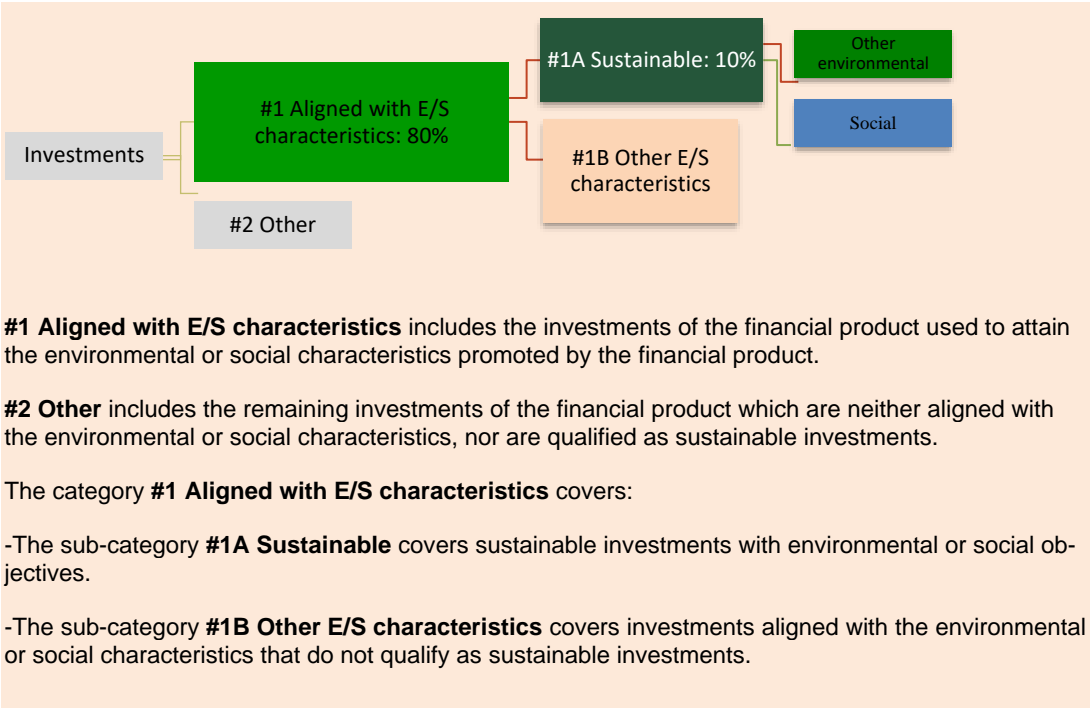 Investments
#1 Aligned with E/S
characteristics: 80%
#2 Other
#1A Sustainable: 10%
#1B Other E/S
characteristics
Other
environmental
Social
#1 Aligned with E/S characteristics includes the investments of the financial product used to attain
the environmental or social characteristics promoted by the financial product.
#2 Other includes the remaining investments of the financial product which are neither aligned with
the environmental or social characteristics, nor are qualified as sustainable investments.
The category #1 Aligned with E/S characteristics covers:
-The sub-category #1A Sustainable covers sustainable investments with environmental or social ob-
jectives.
-The sub-category #1B Other E/S characteristics covers investments aligned with the environmental
or social characteristics that do not qualify as sustainable investments.